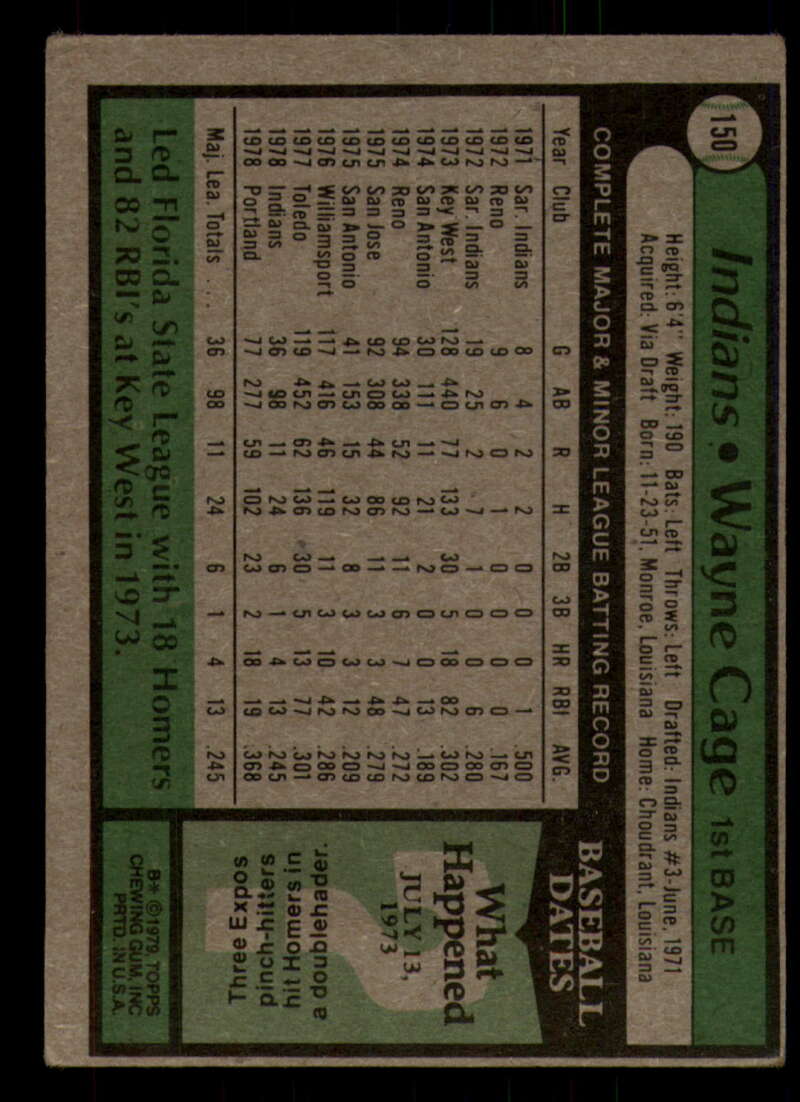 150
Indians • Wayne Cage 1st BASE
Height: 6'4" Weight: 190 Bats: Left Throws: Left Drafted: Indians #3-June, 1971
Acquired: Via Draft Born: 11-23-51, Monroe, Louisiana Home: Choudrant, Louisiana
COMPLETE MAJOR & MINOR LEAGUE BATTING RECORD
Year Club G AB R H 2B 3B HR RBI AVG.
1971 Sar. Indians 8 4 2 2 0 0 0 1 .500
1972 Reno 9 6 0 1 0 0 0 0 .167
1972 Sar. Indians 19 25 2 7 1 0 0 6 .280
1973 Key West 128 440 77 133 30 5 18 82 .302
1974 San Antonio 30 111 11 21 2 0 0 13 .189
1974 Reno 94 338 52 92 11 6 7 47 .272
1975 San Jose 92 308 44 86 11 3 3 48 .279
1975 San Antonio 41 153 15 32 8 3 3 12 .209
1976 Williamsport 117 416 46 119 11 3 10 42 .286
1977 Toledo 119 452 62 136 30 5 13 77 .301
1978 Indians 36 98 11 24 6 1 4 13 .245
1978 Portland 77 277 59 102 23 2 18 19 .368
Maj. Lea. Totals . . . 36 98 11 24 6 1 4 13 .245
Led Florida State League with 18 Homers
and 82 RBI's at Key West in 1973.
BASEBALL
DATES
What
Happened
JULY 13,
1973
?
Three Expos
pinch-hitters
hit Homers in
a doublehader.
B* © 1979 TOPPS
CHEWING GUM, INC.
PRTD. IN U.S.A.